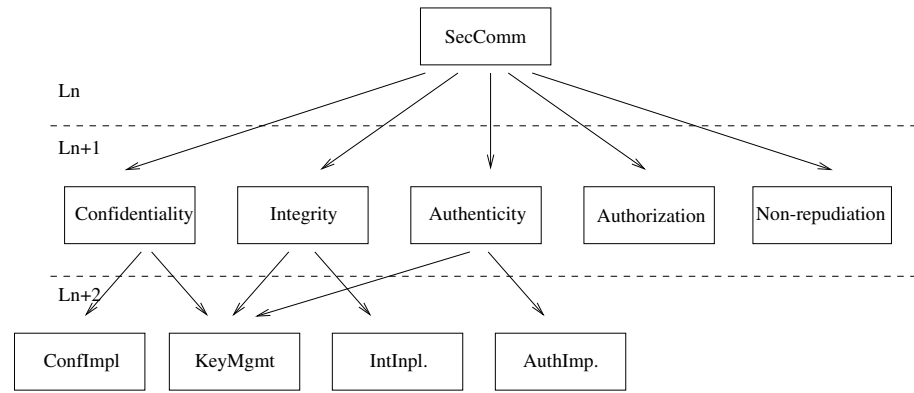 SecComm
Ln
Ln+1
Confidentiality Integrity Authenticity Authorization Non-repudiation
Ln+2
ConfImpl KeyMgmt IntInpl. AuthImp.